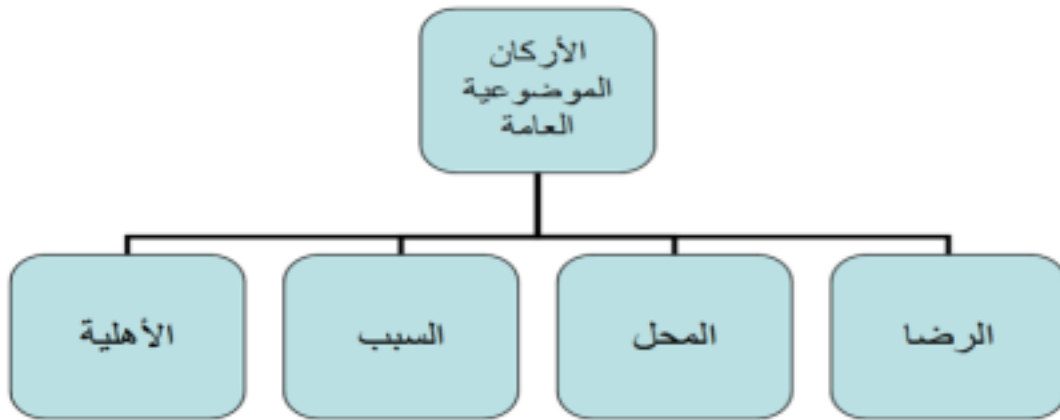 الأركان
الموضوعية
العامة
الرضا
المحل
السبب
الأهلية